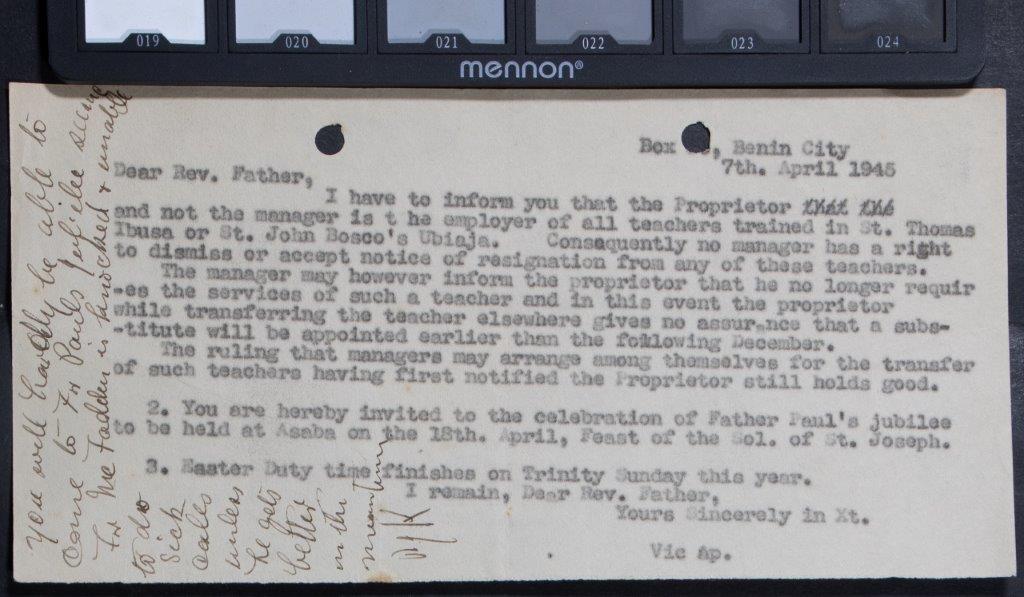 019 020 021 022 023 024
mennon®
Box , Benin City
7th. April 1945
Dear Rev. Father,
I have to inform you that the Proprietor
and not the manager is t he employer of all teachers trained in St. Thomas
Ibusa or St. John Bosco's Ubiaja. Consequently no manager has a right
to dismiss or accept notice of resignation from any of these teachers.
The manager may however inform the proprietor that he no longer requir
-es the services of such a teacher and in this event the proprietor
while transferring the teacher elsewhere gives no assurance that a subs-
-titute will be appointed earlier than the following December.
The ruling that managers may arrange among themselves for the transfer
of such teachers having first notified the Proprietor still holds good.
2. You are hereby invited to the celebration of Father Paul's jubilee
to be held at Asaba on the 18th. April, Feast of the Sol. of St. Joseph.
3. Easter Duty time finishes on Trinity Sunday this year.
I remain, Dear Rev. Father,
Yours Sincerely in Xt.
Vic Ap.
You will hardly be able to
come to Fr Pauls jubilee seeing
Fr Mc Fadden is knocked & unable
to do
sick
calls
unless
he gets
better
in the
meantime